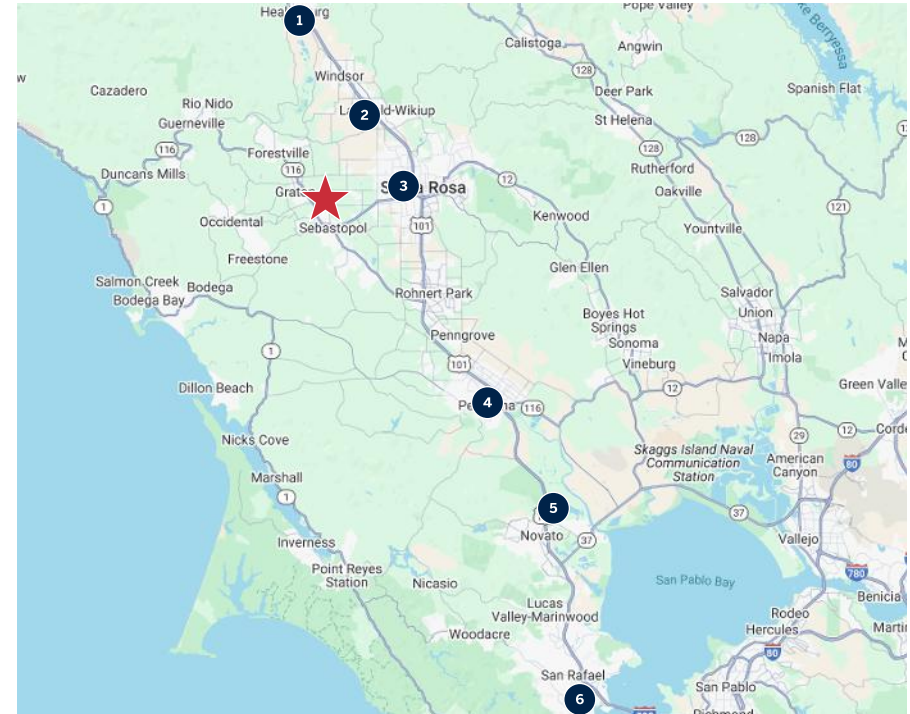 Pope Valley
1
Calistoga
Angwin
Berryessa
Windsor
128
Cazadero
Deer Park
Spanish Flat
Rio Nido
2
St Helena
Guerneville
128
116
Forestville
128
Rutherford
116
Duncans Mills
12
Oakville
3
Rosa
1
121
Occidental
Kenwood
Sebastopol
101
Yountville
Freestone
Glen Ellen
Salmon Creek
Bodega
Rohnert Park
Salvador
Bodega Bay
Boyes Hot
Springs
Union
Penngrove
Sonoma
Napa
1
101
Vineburg
Imola
Dillon Beach
12
Green Valle
4
116
12
29
Nicks Cove
Skaggs Island Naval
Communication
Station
American
Canyon
80
Marshall
1
5
37
Novato
37
Vallejo
Inverness
Point Reyes
Station
780
Nicasio
San Pablo Bay
Benicia
Lucas
Valley-Marinwood
Rodeo
Woodacre
Hercules
80
San Rafael
San Pablo
6
Richmond